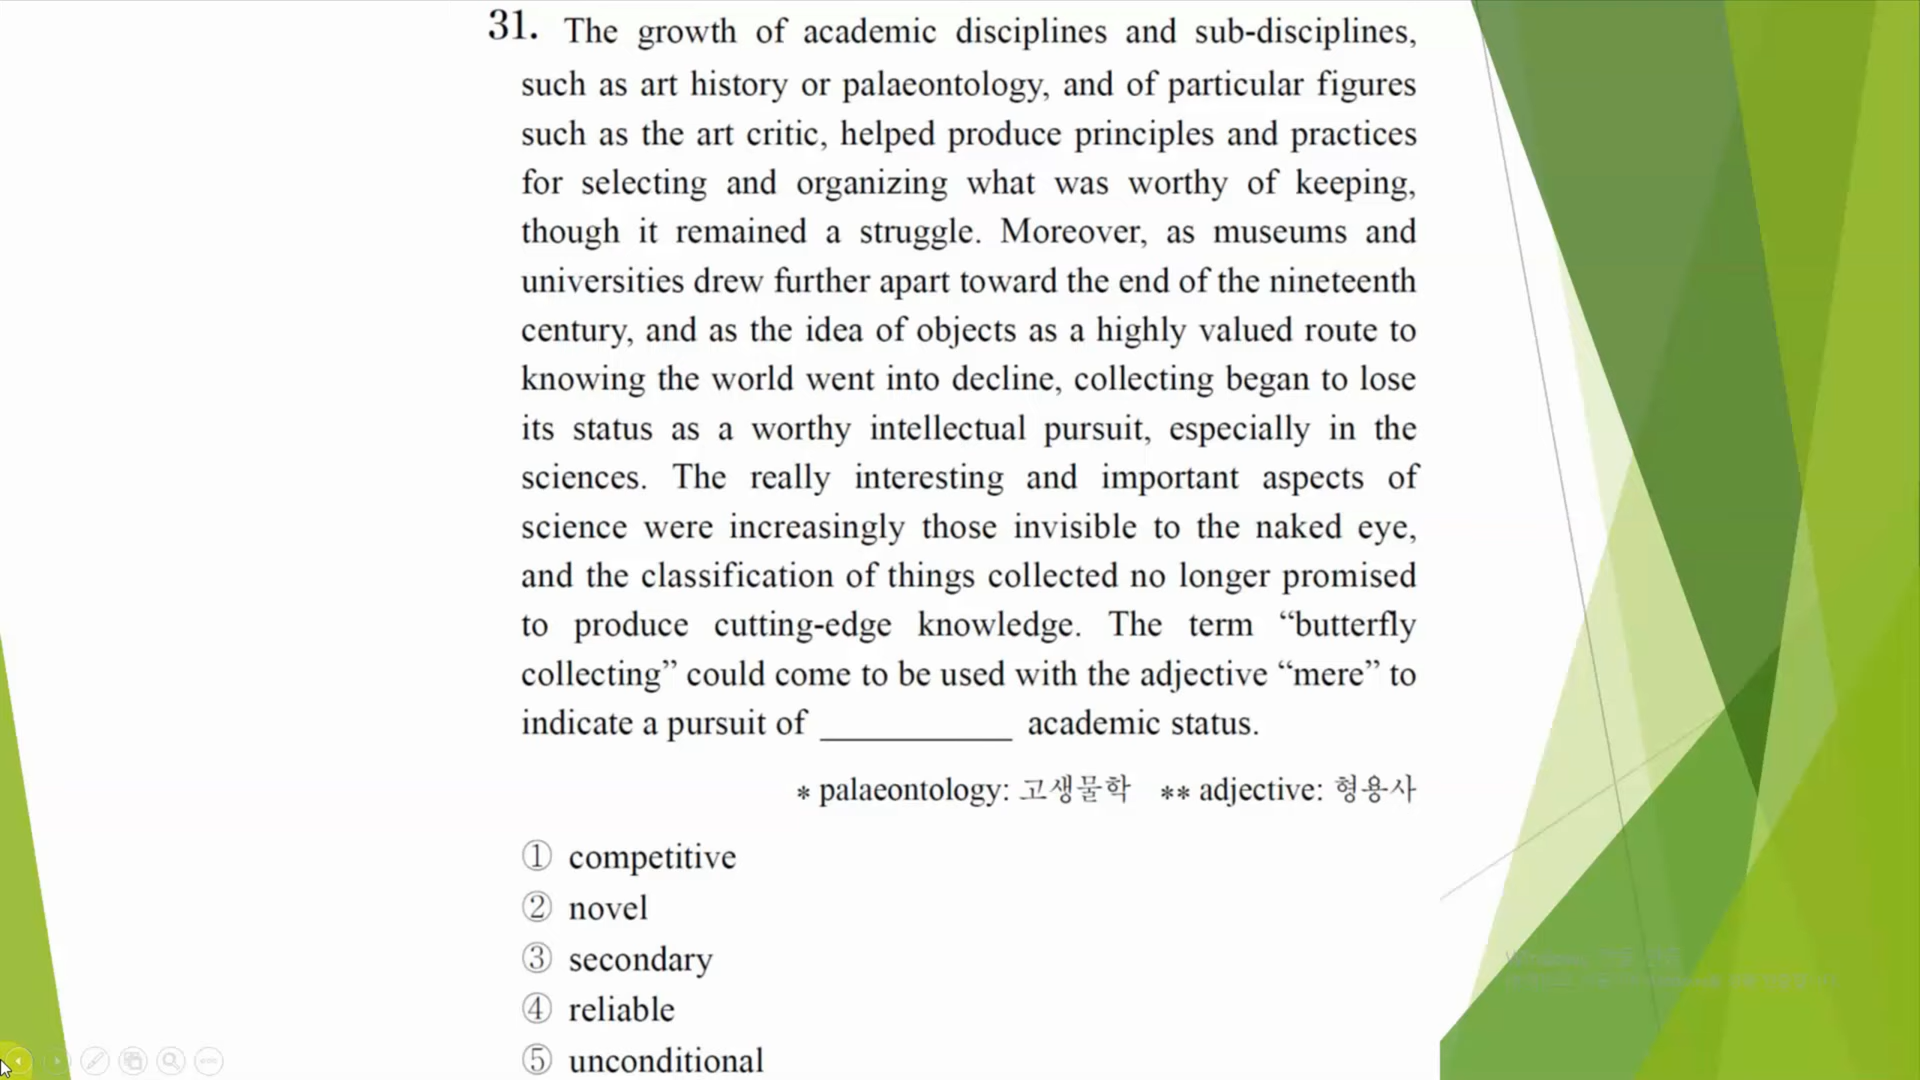 31. The growth of academic disciplines and sub-disciplines,
such as art history or palaeontology, and of particular figures
such as the art critic, helped produce principles and practices
for selecting and organizing what was worthy of keeping,
though it remained a struggle. Moreover, as museums and
universities drew further apart toward the end of the nineteenth
century, and as the idea of objects as a highly valued route to
knowing the world went into decline, collecting began to lose
its status as a worthy intellectual pursuit, especially in the
sciences. The really interesting and important aspects of
science were increasingly those invisible to the naked eye,
and the classification of things collected no longer promised
to produce cutting-edge knowledge. The term “butterfly
collecting” could come to be used with the adjective “mere” to
indicate a pursuit of __________ academic status.
* palaeontology: 고생물학 ** adjective: 형용사
① competitive
② novel
③ secondary
④ reliable
⑤ unconditional